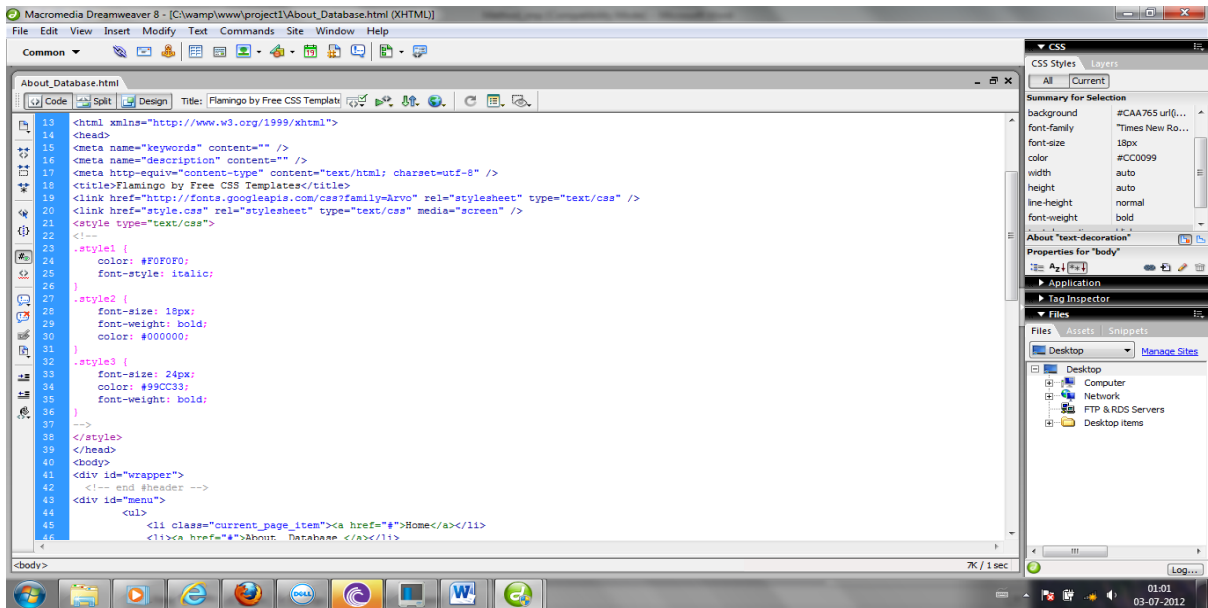 Macromedia Dreamweaver 8 - [C:\wamp\www\project1\About_Database.html (XHTML)]
File Edit View Insert Modify Text Commands Site Window Help
Common
About_Database.html
Code Split Design Title: Flamingo by Free CSS Templat
13 <html xmlns="http://www.w3.org/1999/xhtml">
14 <head>
15 <meta name="keywords" content="" />
16 <meta name="description" content="" />
17 <meta http-equiv="content-type" content="text/html; charset=utf-8" />
18 <title>Flamingo by Free CSS Templates</title>
19 <link href="http://fonts.googleapis.com/css?family=Arvo" rel="stylesheet" type="text/css" />
20 <link href="style.css" rel="stylesheet" type="text/css" media="screen" />
21 <style type="text/css">
22 <!--
23 .style1 {
24 color: #F0F0F0;
25 font-style: italic;
26 }
27 .style2 {
28 font-size: 18px;
29 font-weight: bold;
30 color: #000000;
31 }
32 .style3 {
33 font-size: 24px;
34 color: #99CC33;
35 font-weight: bold;
36 }
37 -->
38 </style>
39 </head>
40 <body>
41 <div id="wrapper">
42 <!-- end #header -->
43 <div id="menu">
44 <ul>
45 <li class="current_page_item"><a href="#">Home</a></li>
46 <li><a href="#">About Database </a></li>
<body>
7K / 1 sec
CSS
CSS Styles Layers
All Current
Summary for Selection
background #CAA765 url(i...
font-family "Times New Ro...
font-size 18px
color #CC0099
width auto
height auto
line-height normal
font-weight bold
About "text-decoration"
Properties for "body"
Application
Tag Inspector
Files
Files Assets Snippets
Desktop Manage Sites
Desktop
Computer
Network
FTP & RDS Servers
Desktop items
Log...
DELL
W
01:01
03-07-2012